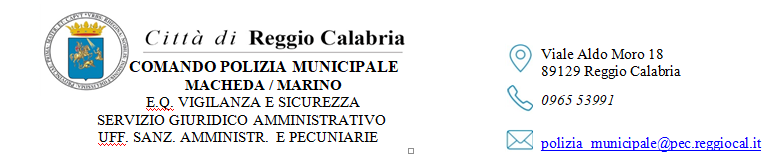 Città di Reggio Calabria
COMANDO POLIZIA MUNICIPALE
MACHEDA / MARINO
E.Q. VIGILANZA E SICUREZZA
SERVIZIO GIURIDICO AMMINISTRATIVO
UFF. SANZ. AMMINISTR. E PECUNIARIE
Viale Aldo Moro 18
89129 Reggio Calabria
0965 53991
polizia_municipale@pec.reggiocal.it